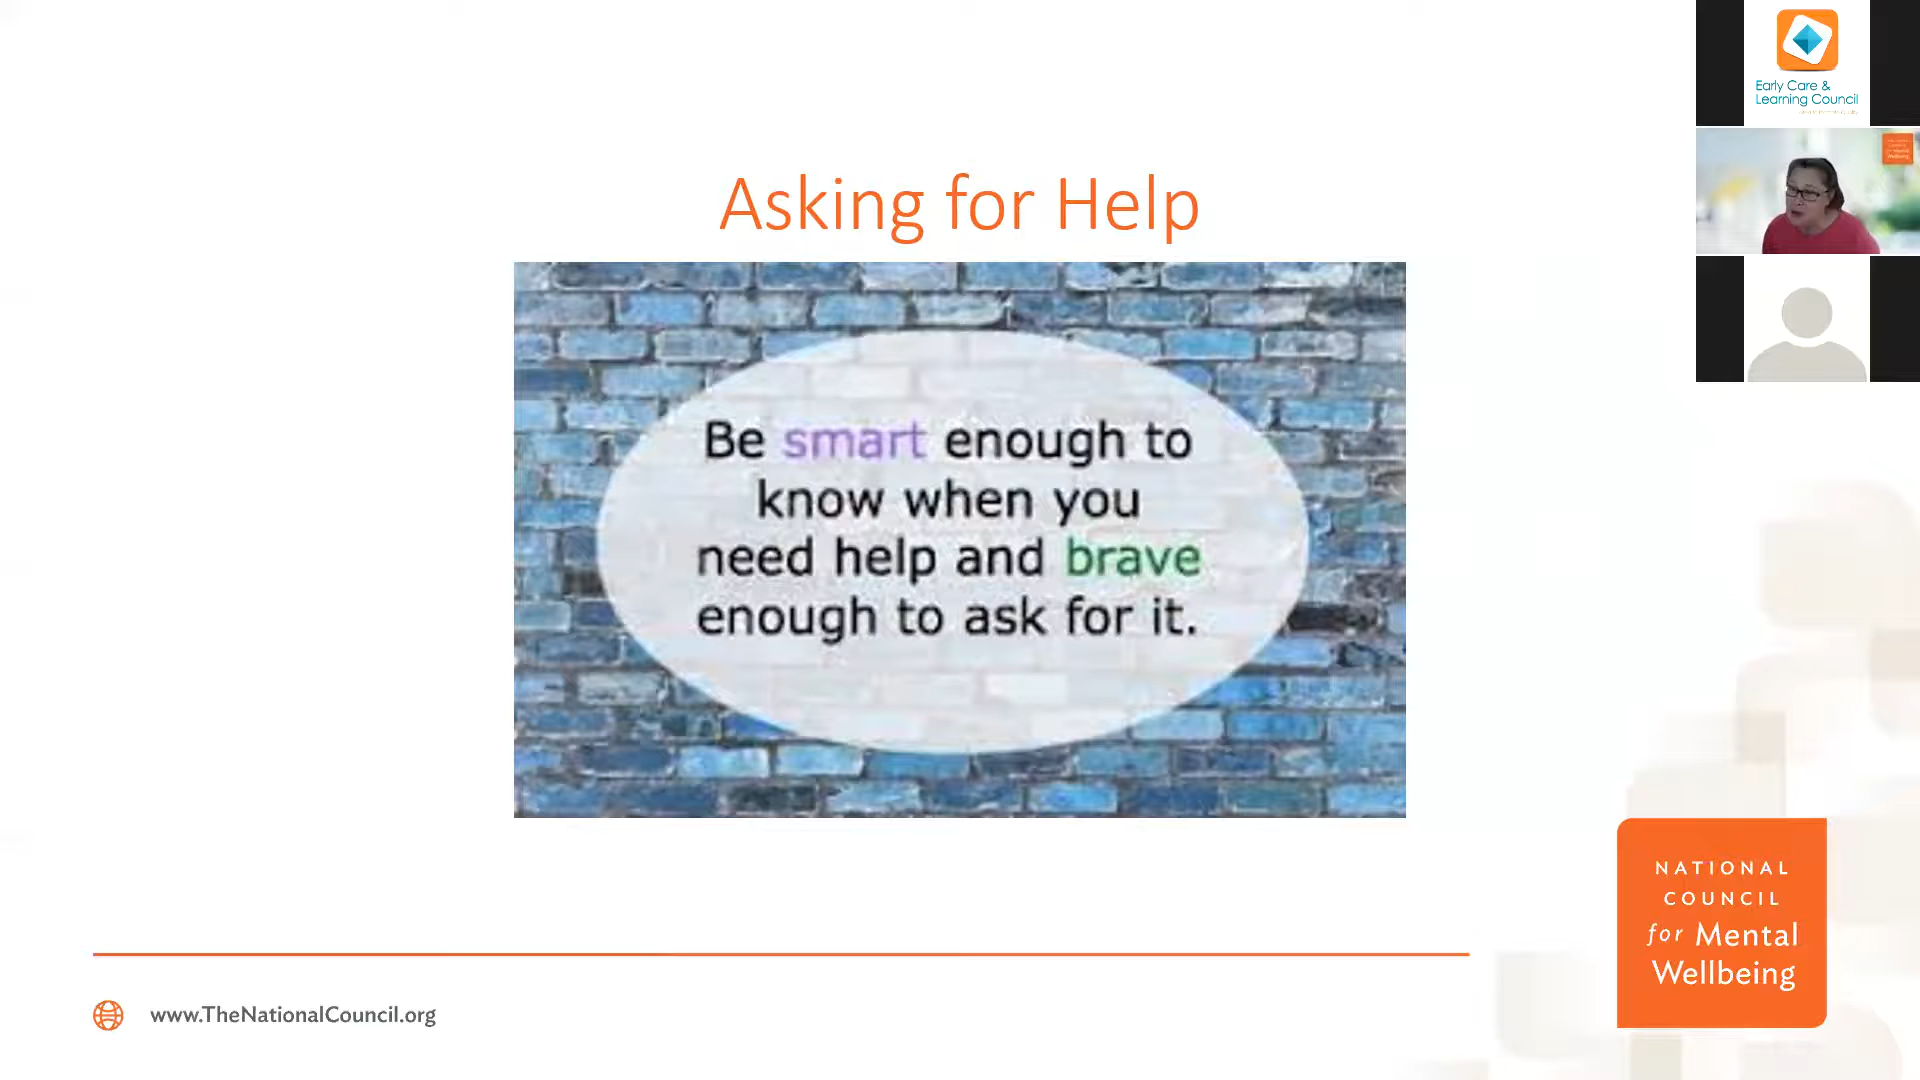 Asking for Help
Be smart enough to
know when you
need help and brave
enough to ask for it.
www.TheNationalCouncil.org
NATIONAL
COUNCIL
for Mental
Wellbeing
Early Care &
Learning Council